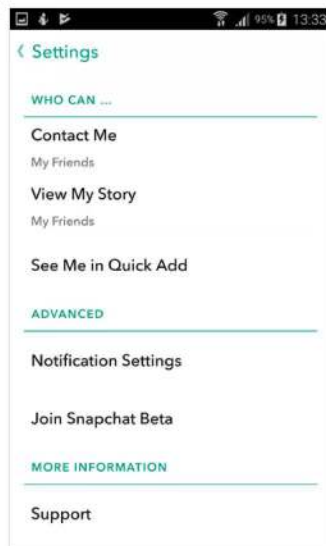 95% 13:33
Settings
WHO CAN ...
Contact Me
My Friends
View My Story
My Friends
See Me in Quick Add
ADVANCED
Notification Settings
Join Snapchat Beta
MORE INFORMATION
Support